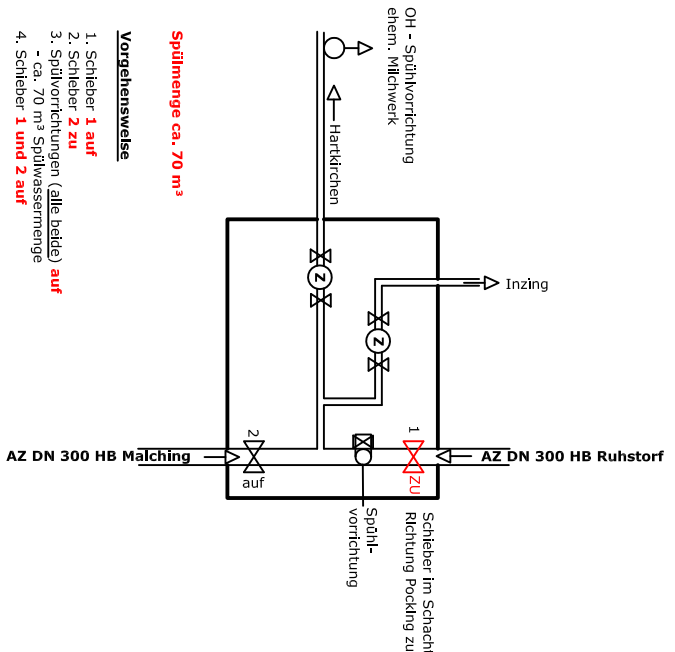 OH - Spühlvorrichtung
ehem. Milchwerk
Hartkirchen
Spülmenge ca. 70 m³
Vorgehensweise
1. Schieber 1 auf
2. Schieber 2 zu
3. Spülvorrichtungen (alle beide) auf
- ca. 70 m³ Spülwassermenge
4. Schieber 1 und 2 auf
Z
Inzing
Z
2
auf
1
ZU
AZ DN 300 HB Malching
AZ DN 300 HB Ruhstorf
Spühl-
vorrichtung
Schieber im Schacht
Richtung Pocking zu